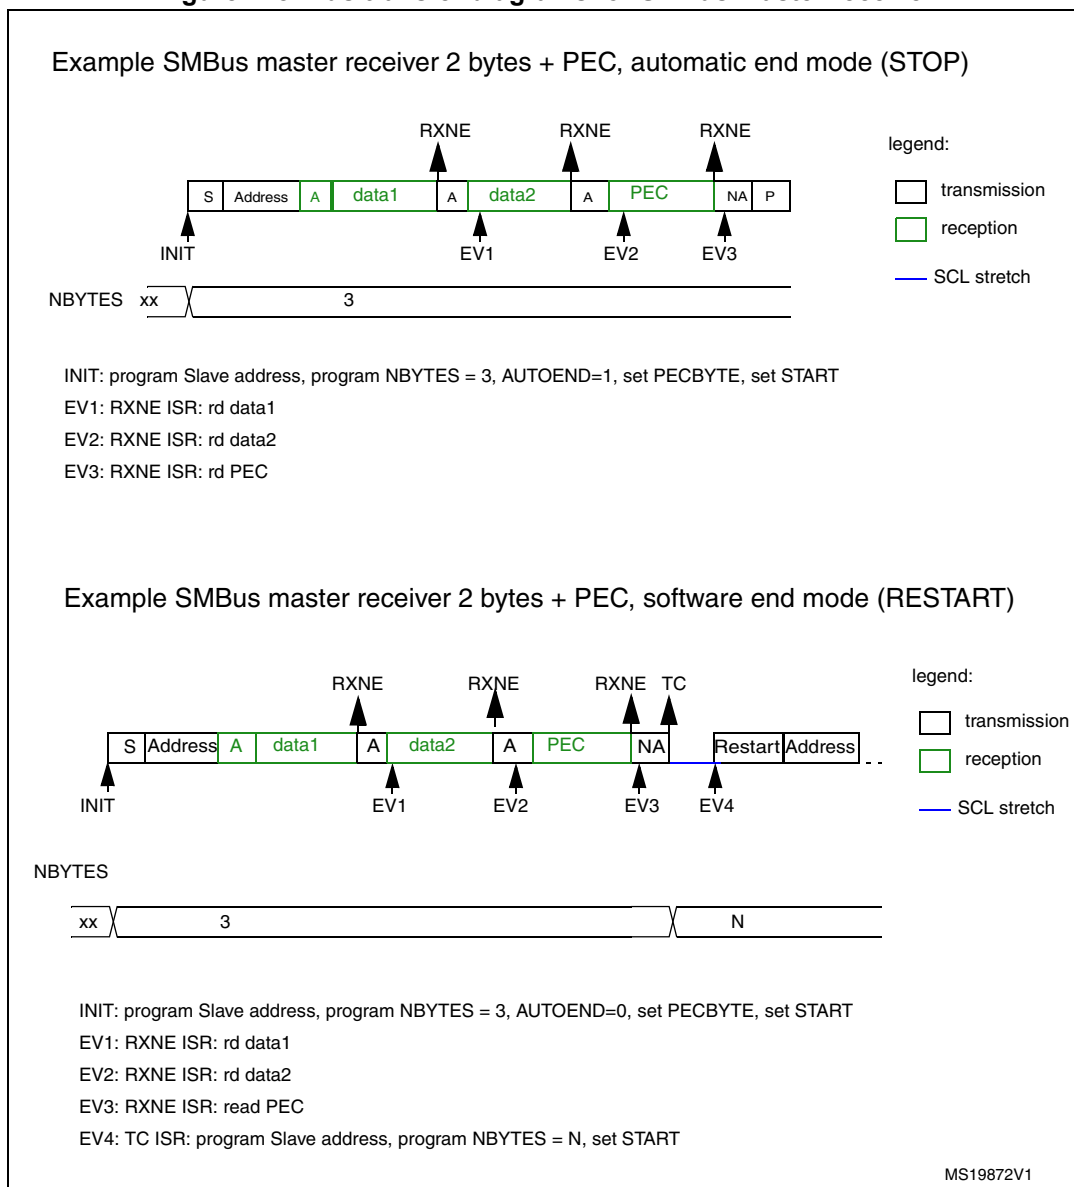 Example SMBus master receiver 2 bytes + PEC, automatic end mode (STOP)
RXNE RXNE RXNE
legend:
S Address A data1 A data2 A PEC NA P
transmission
reception
INIT EV1 EV2 EV3
SCL stretch
NBYTES xx 3
INIT: program Slave address, program NBYTES = 3, AUTOEND=1, set PECBYTE, set START
EV1: RXNE ISR: rd data1
EV2: RXNE ISR: rd data2
EV3: RXNE ISR: rd PEC
Example SMBus master receiver 2 bytes + PEC, software end mode (RESTART)
RXNE RXNE RXNE TC
legend:
transmission
S Address A data1 A data2 A PEC NA Restart Address
reception
INIT EV1 EV2 EV3 EV4
SCL stretch
NBYTES
xx 3 N
INIT: program Slave address, program NBYTES = 3, AUTOEND=0, set PECBYTE, set START
EV1: RXNE ISR: rd data1
EV2: RXNE ISR: rd data2
EV3: RXNE ISR: read PEC
EV4: TC ISR: program Slave address, program NBYTES = N, set START
MS19872V1